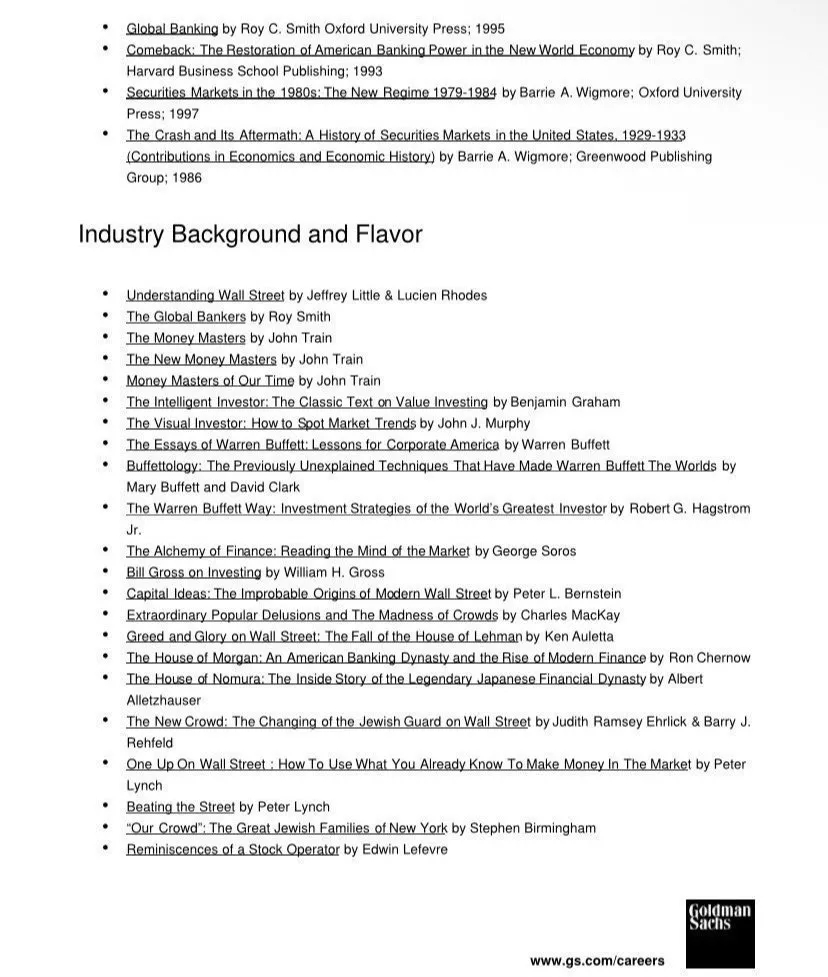 • Global Banking by Roy C. Smith Oxford University Press; 1995
• Comeback: The Restoration of American Banking Power in the New World Economy by Roy C. Smith;
Harvard Business School Publishing; 1993
• Securities Markets in the 1980s: The New Regime 1979-1984 by Barrie A. Wigmore; Oxford University
Press; 1997
• The Crash and Its Aftermath: A History of Securities Markets in the United States, 1929-1933
(Contributions in Economics and Economic History) by Barrie A. Wigmore; Greenwood Publishing
Group; 1986
Industry Background and Flavor
• Understanding Wall Street by Jeffrey Little & Lucien Rhodes
• The Global Bankers by Roy Smith
• The Money Masters by John Train
• The New Money Masters by John Train
• Money Masters of Our Time by John Train
• The Intelligent Investor: The Classic Text on Value Investing by Benjamin Graham
• The Visual Investor: How to Spot Market Trends by John J. Murphy
• The Essays of Warren Buffett: Lessons for Corporate America by Warren Buffett
• Buffettology: The Previously Unexplained Techniques That Have Made Warren Buffett The Worlds by
Mary Buffett and David Clark
• The Warren Buffett Way: Investment Strategies of the World's Greatest Investor by Robert G. Hagstrom
Jr.
• The Alchemy of Finance: Reading the Mind of the Market by George Soros
• Bill Gross on Investing by William H. Gross
• Capital Ideas: The Improbable Origins of Modern Wall Street by Peter L. Bernstein
• Extraordinary Popular Delusions and The Madness of Crowds by Charles MacKay
• Greed and Glory on Wall Street: The Fall of the House of Lehman by Ken Auletta
• The House of Morgan: An American Banking Dynasty and the Rise of Modern Finance by Ron Chernow
• The House of Nomura: The Inside Story of the Legendary Japanese Financial Dynasty by Albert
Alletzhauser
• The New Crowd: The Changing of the Jewish Guard on Wall Street by Judith Ramsey Ehrlick & Barry J.
Rehfeld
• One Up On Wall Street : How To Use What You Already Know To Make Money In The Market by Peter
Lynch
• Beating the Street by Peter Lynch
• “Our Crowd”: The Great Jewish Families of New York by Stephen Birmingham
• Reminiscences of a Stock Operator by Edwin Lefevre
Goldman
Sachs
www.gs.com/careers